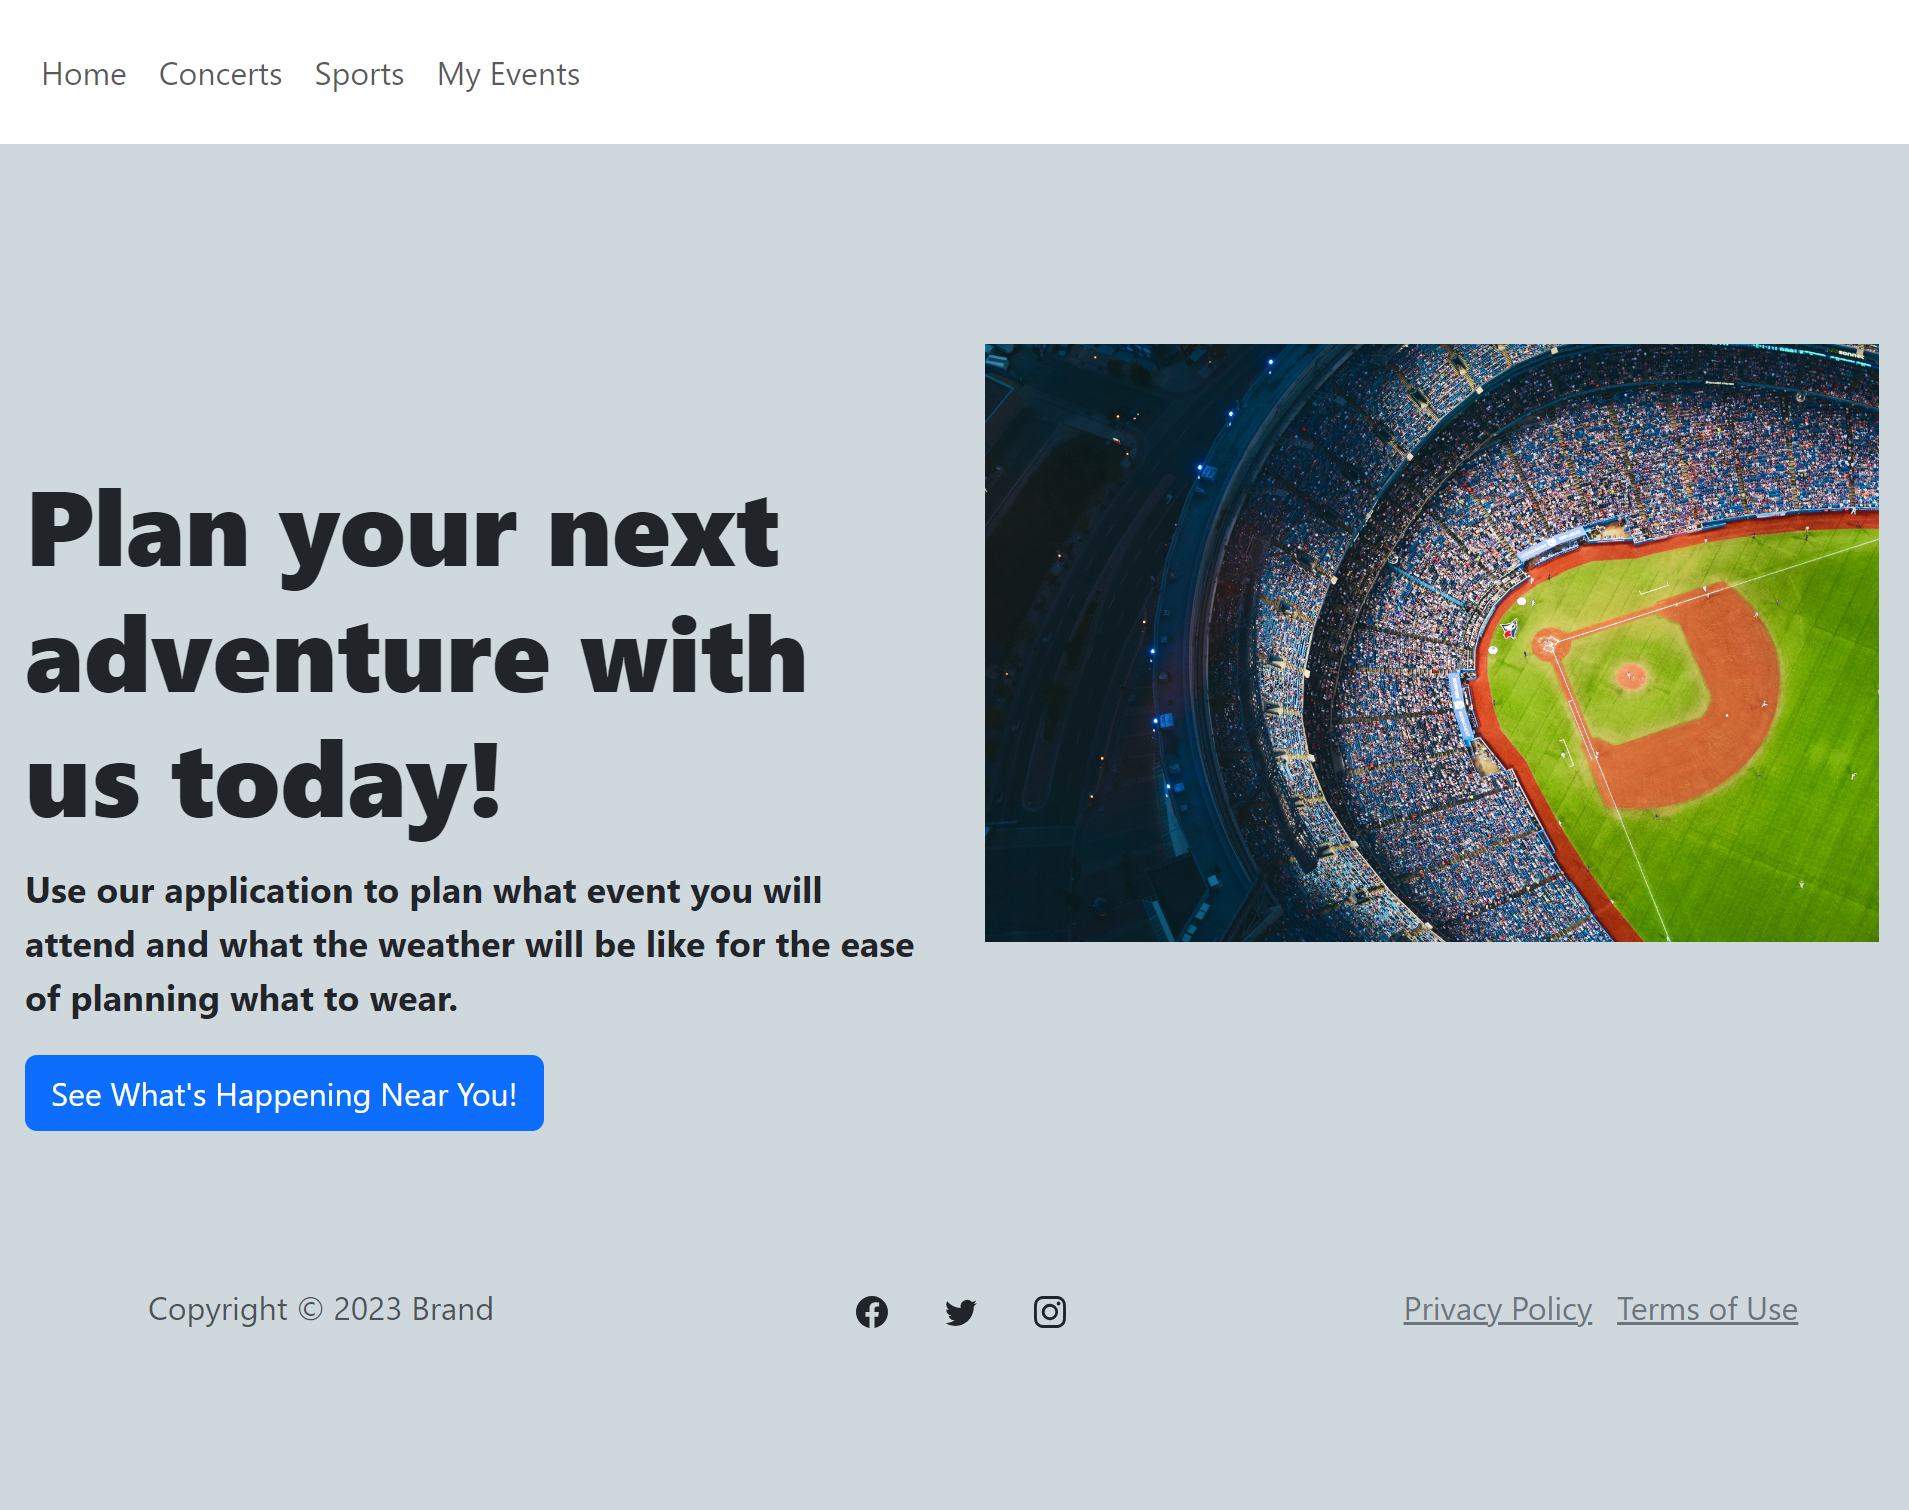 Home Concerts Sports My Events
Plan your next
adventure with
us today!
Use our application to plan what event you will
attend and what the weather will be like for the ease
of planning what to wear.
See What's Happening Near You!
Copyright © 2023 Brand
Privacy Policy Terms of Use